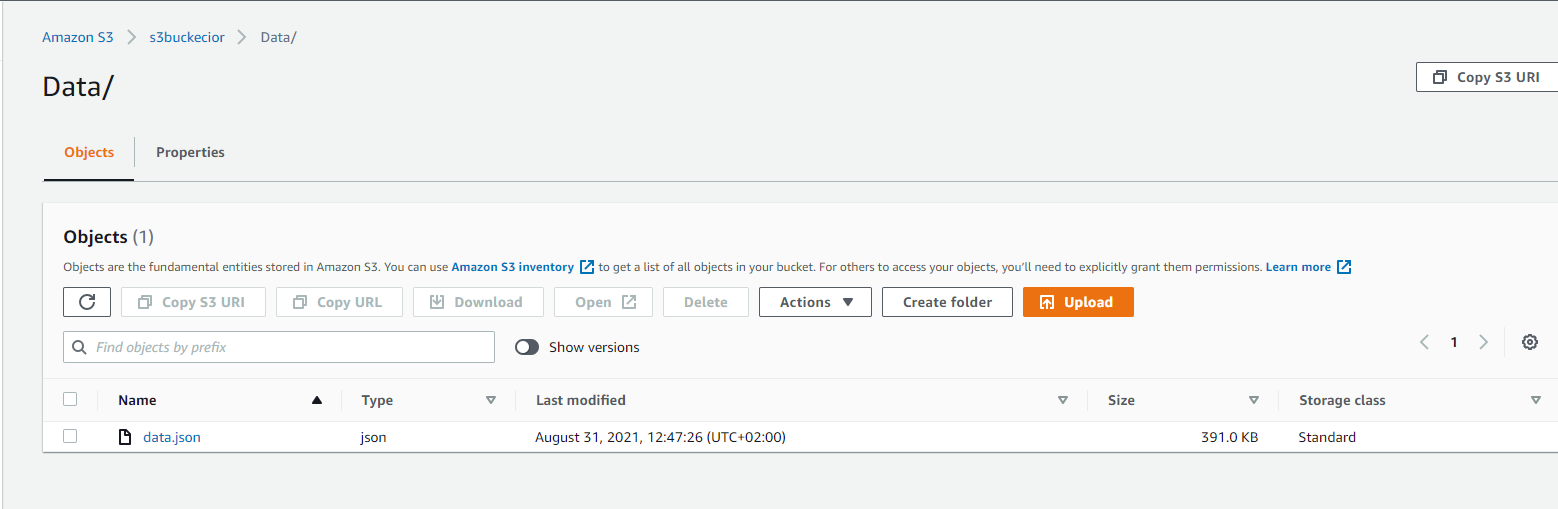 Amazon S3 > s3buckecior > Data/
Data/
Copy S3 URI
Objects Properties
Objects (1)
Objects are the fundamental entities stored in Amazon S3. You can use Amazon S3 inventory to get a list of all objects in your bucket. For others to access your objects, you'll need to explicitly grant them permissions. Learn more
Copy S3 URI Copy URL Download Open Delete Actions Create folder Upload
Find objects by prefix Show versions 1
Name Type Last modified Size Storage class
data.json json August 31, 2021, 12:47:26 (UTC+02:00) 391.0 KB Standard